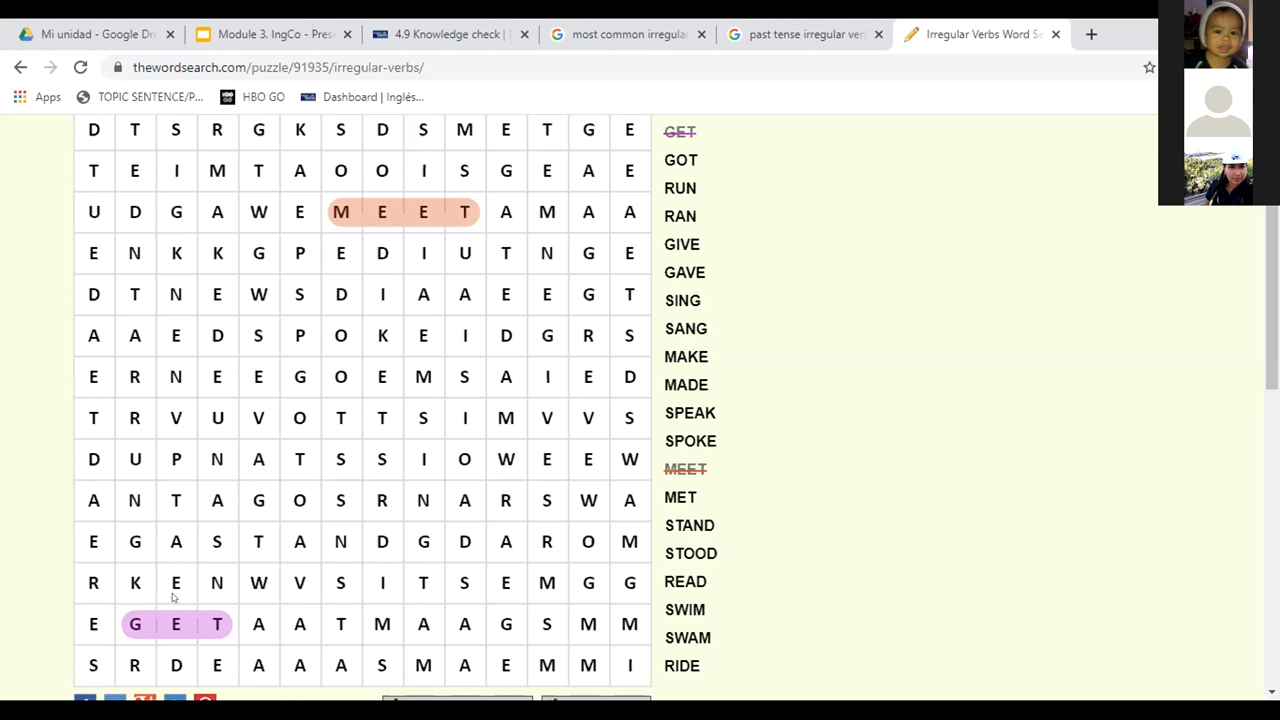 Mi unidad - Google Dri
Module 3. IngCo - Pres
4.9 Knowledge check |
most common irregula
past tense irregular ver
Irregular Verbs Word Se
thewordsearch.com/puzzle/91935/irregular-verbs/
Apps
TOPIC SENTENCE/P...
HBO GO
Dashboard | Inglés...
D T S R G K S D S M E T G E
T E I M T A O O I S G E A E
U D G A W E M E E T A M A A
E N K K G P E D I U T N G E
D T N E W S D I A A E E G T
A A E D S P O K E I D G R S
E R N E E G O E M S A I E D
T R V U V O T T S I M V V S
D U P N A T S S I O W E E W
A N T A G O S R N A R S W A
E G A S T A N D G D A R O M
R K E N W V S I T S E M G G
E G E T A A T M A A G S M M
S R D E A A A S M A E M M I
GET
GOT
RUN
RAN
GIVE
GAVE
SING
SANG
MAKE
MADE
SPEAK
SPOKE
MEET
MET
STAND
STOOD
READ
SWIM
SWAM
RIDE